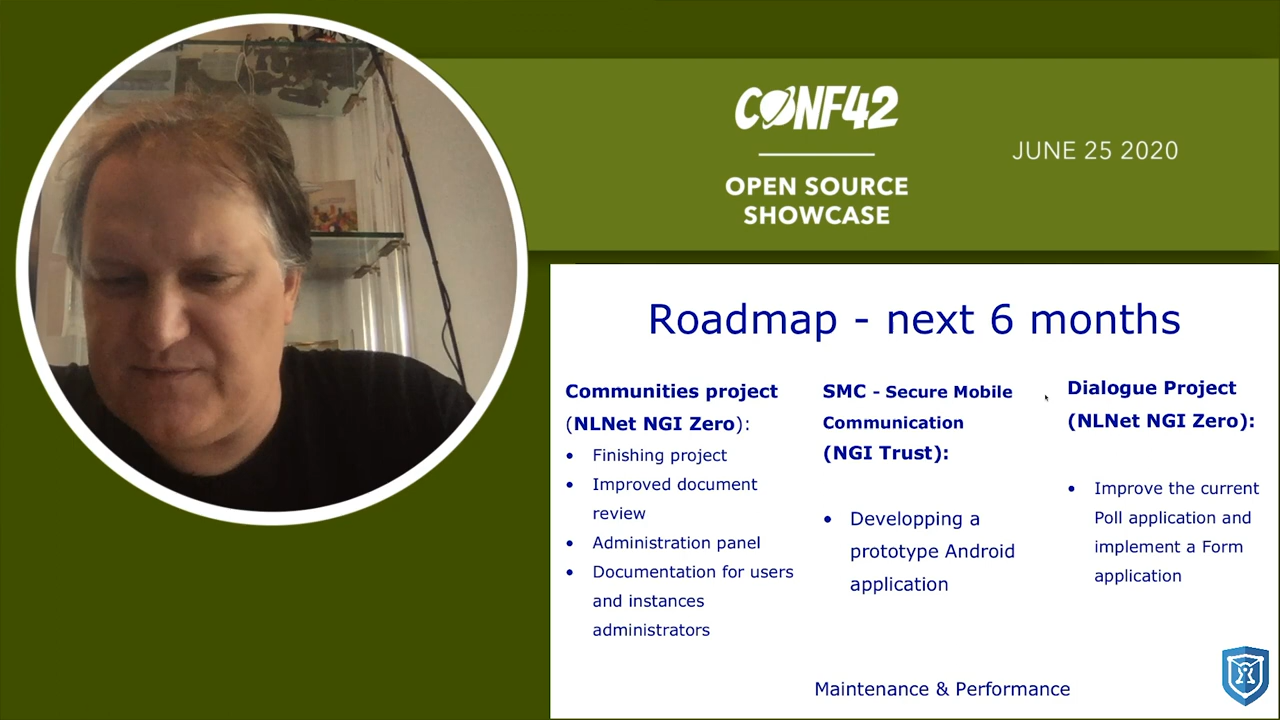 CONF42
OPEN SOURCE
SHOWCASE
JUNE 25 2020
Roadmap - next 6 months
Communities project
(NLNet NGI Zero):
• Finishing project
• Improved document
review
• Administration panel
• Documentation for users
and instances
administrators
SMC - Secure Mobile
Communication
(NGI Trust):
• Developping a
prototype Android
application
Dialogue Project
(NLNet NGI Zero):
• Improve the current
Poll application and
implement a Form
application
Maintenance & Performance